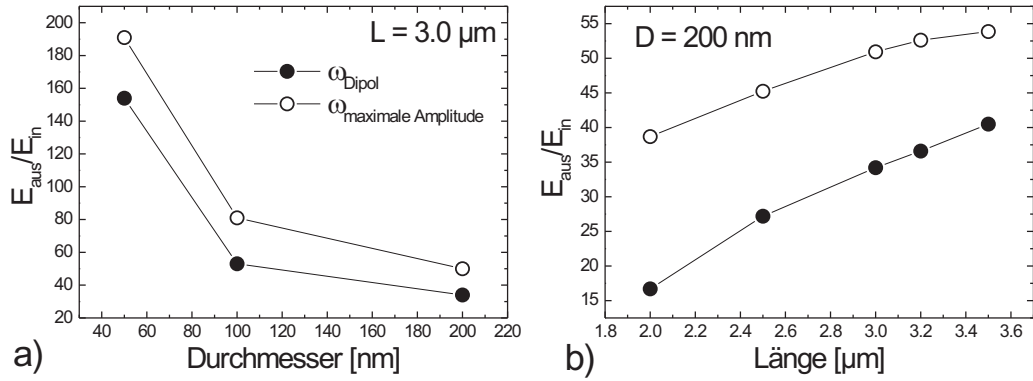 200
180
160
140
120
100
80
60
40
20
E_aus/E_in
L = 3.0 µm
ω_Dipol
ω_maximale Amplitude
40 60 80 100 120 140 160 180 200 220
a) Durchmesser [nm]
55
50
45
40
35
30
25
20
15
E_aus/E_in
D = 200 nm
1.8 2.0 2.2 2.4 2.6 2.8 3.0 3.2 3.4 3.6
b) Länge [µm]